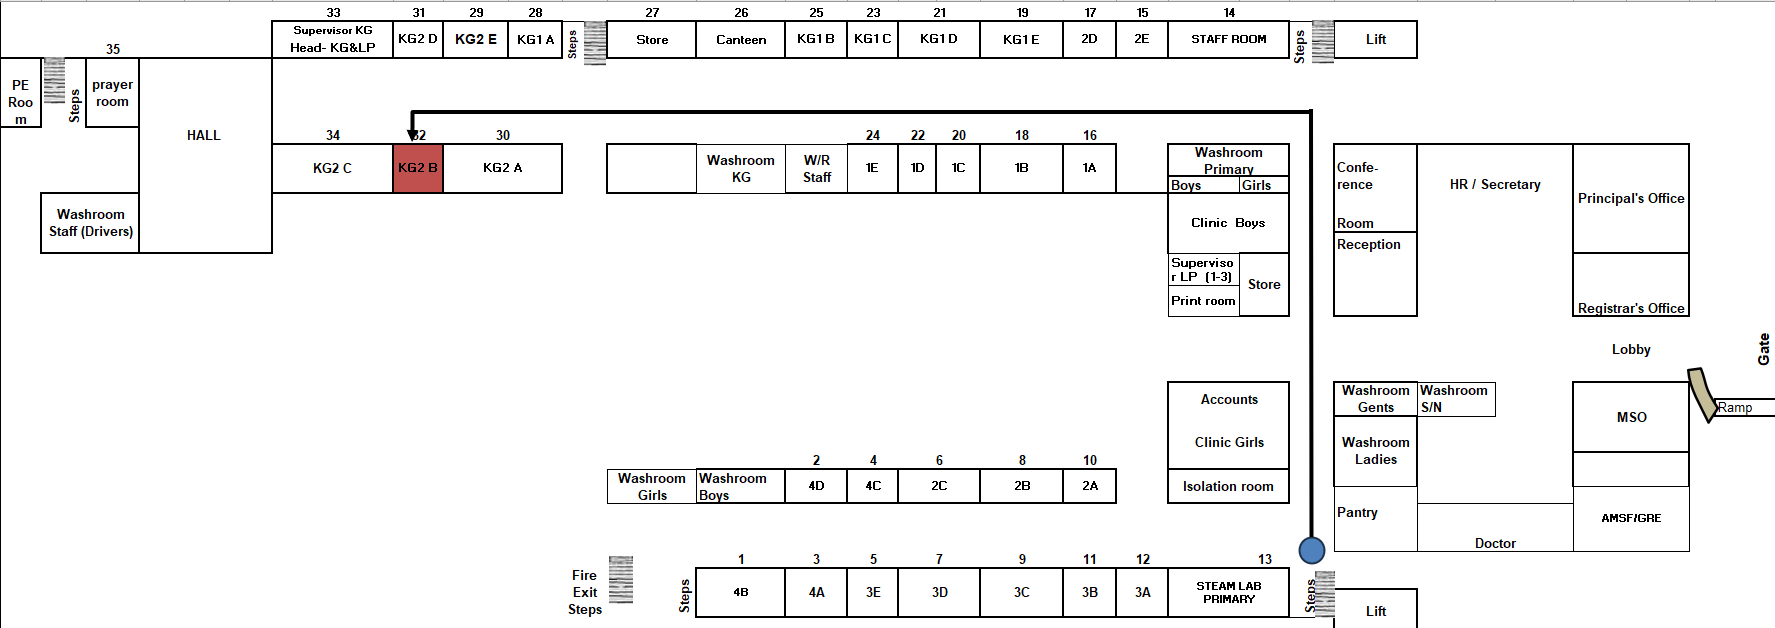 33
31
29
28
27
26
25
23
21
19
17
15
14
Supervisor KG
Head- KG&LP
KG2 D
KG2 E
KG1 A
Steps
Store
Canteen
KG1 B
KG1 C
KG1 D
KG1 E
2D
2E
STAFF ROOM
Steps
Lift
35
PE
Roo
m
Steps
prayer
room
HALL
34
32
30
24
22
20
18
16
KG2 C
KG2 B
KG2 A
Washroom
KG
W/R
Staff
1E
1D
1C
1B
1A
Washroom
Primary
Boys
Girls
Clinic Boys
Superviso
r LP (1-3)
Print room
Store
Washroom
Staff (Drivers)
Confe-
rence
Room
Reception
HR / Secretary
Principal's Office
Registrar's Office
Lobby
Gate
Ramp
Accounts
Clinic Girls
Isolation room
Washroom
Gents
Washroom
S/N
Washroom
Ladies
Pantry
Doctor
MSO
AMSF/GRE
2
4
6
8
10
Washroom
Girls
Washroom
Boys
4D
4C
2C
2B
2A
1
3
5
7
9
11
12
13
Fire
Exit
Steps
Steps
4B
4A
3E
3D
3C
3B
3A
STEAM LAB
PRIMARY
Steps
Lift